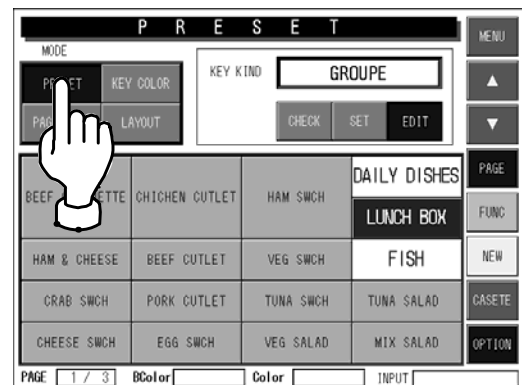 PRESET
MENU
MODE
KEY COLOR
LAYOUT
KEY KIND GROUPE
CHECK SET EDIT
PAGE
FUNC
NEW
CASETE
OPTION
BEEF
CHICHEN CUTLET
HAM SWCH
DAILY DISHES
LUNCH BOX
HAM & CHEESE
BEEF CUTLET
VEG SWCH
FISH
CRAB SWCH
PORK CUTLET
TUNA SWCH
TUNA SALAD
CHEESE SWCH
EGG SWCH
VEG SALAD
MIX SALAD
PAGE 1 / 3 BColor Color INPUT